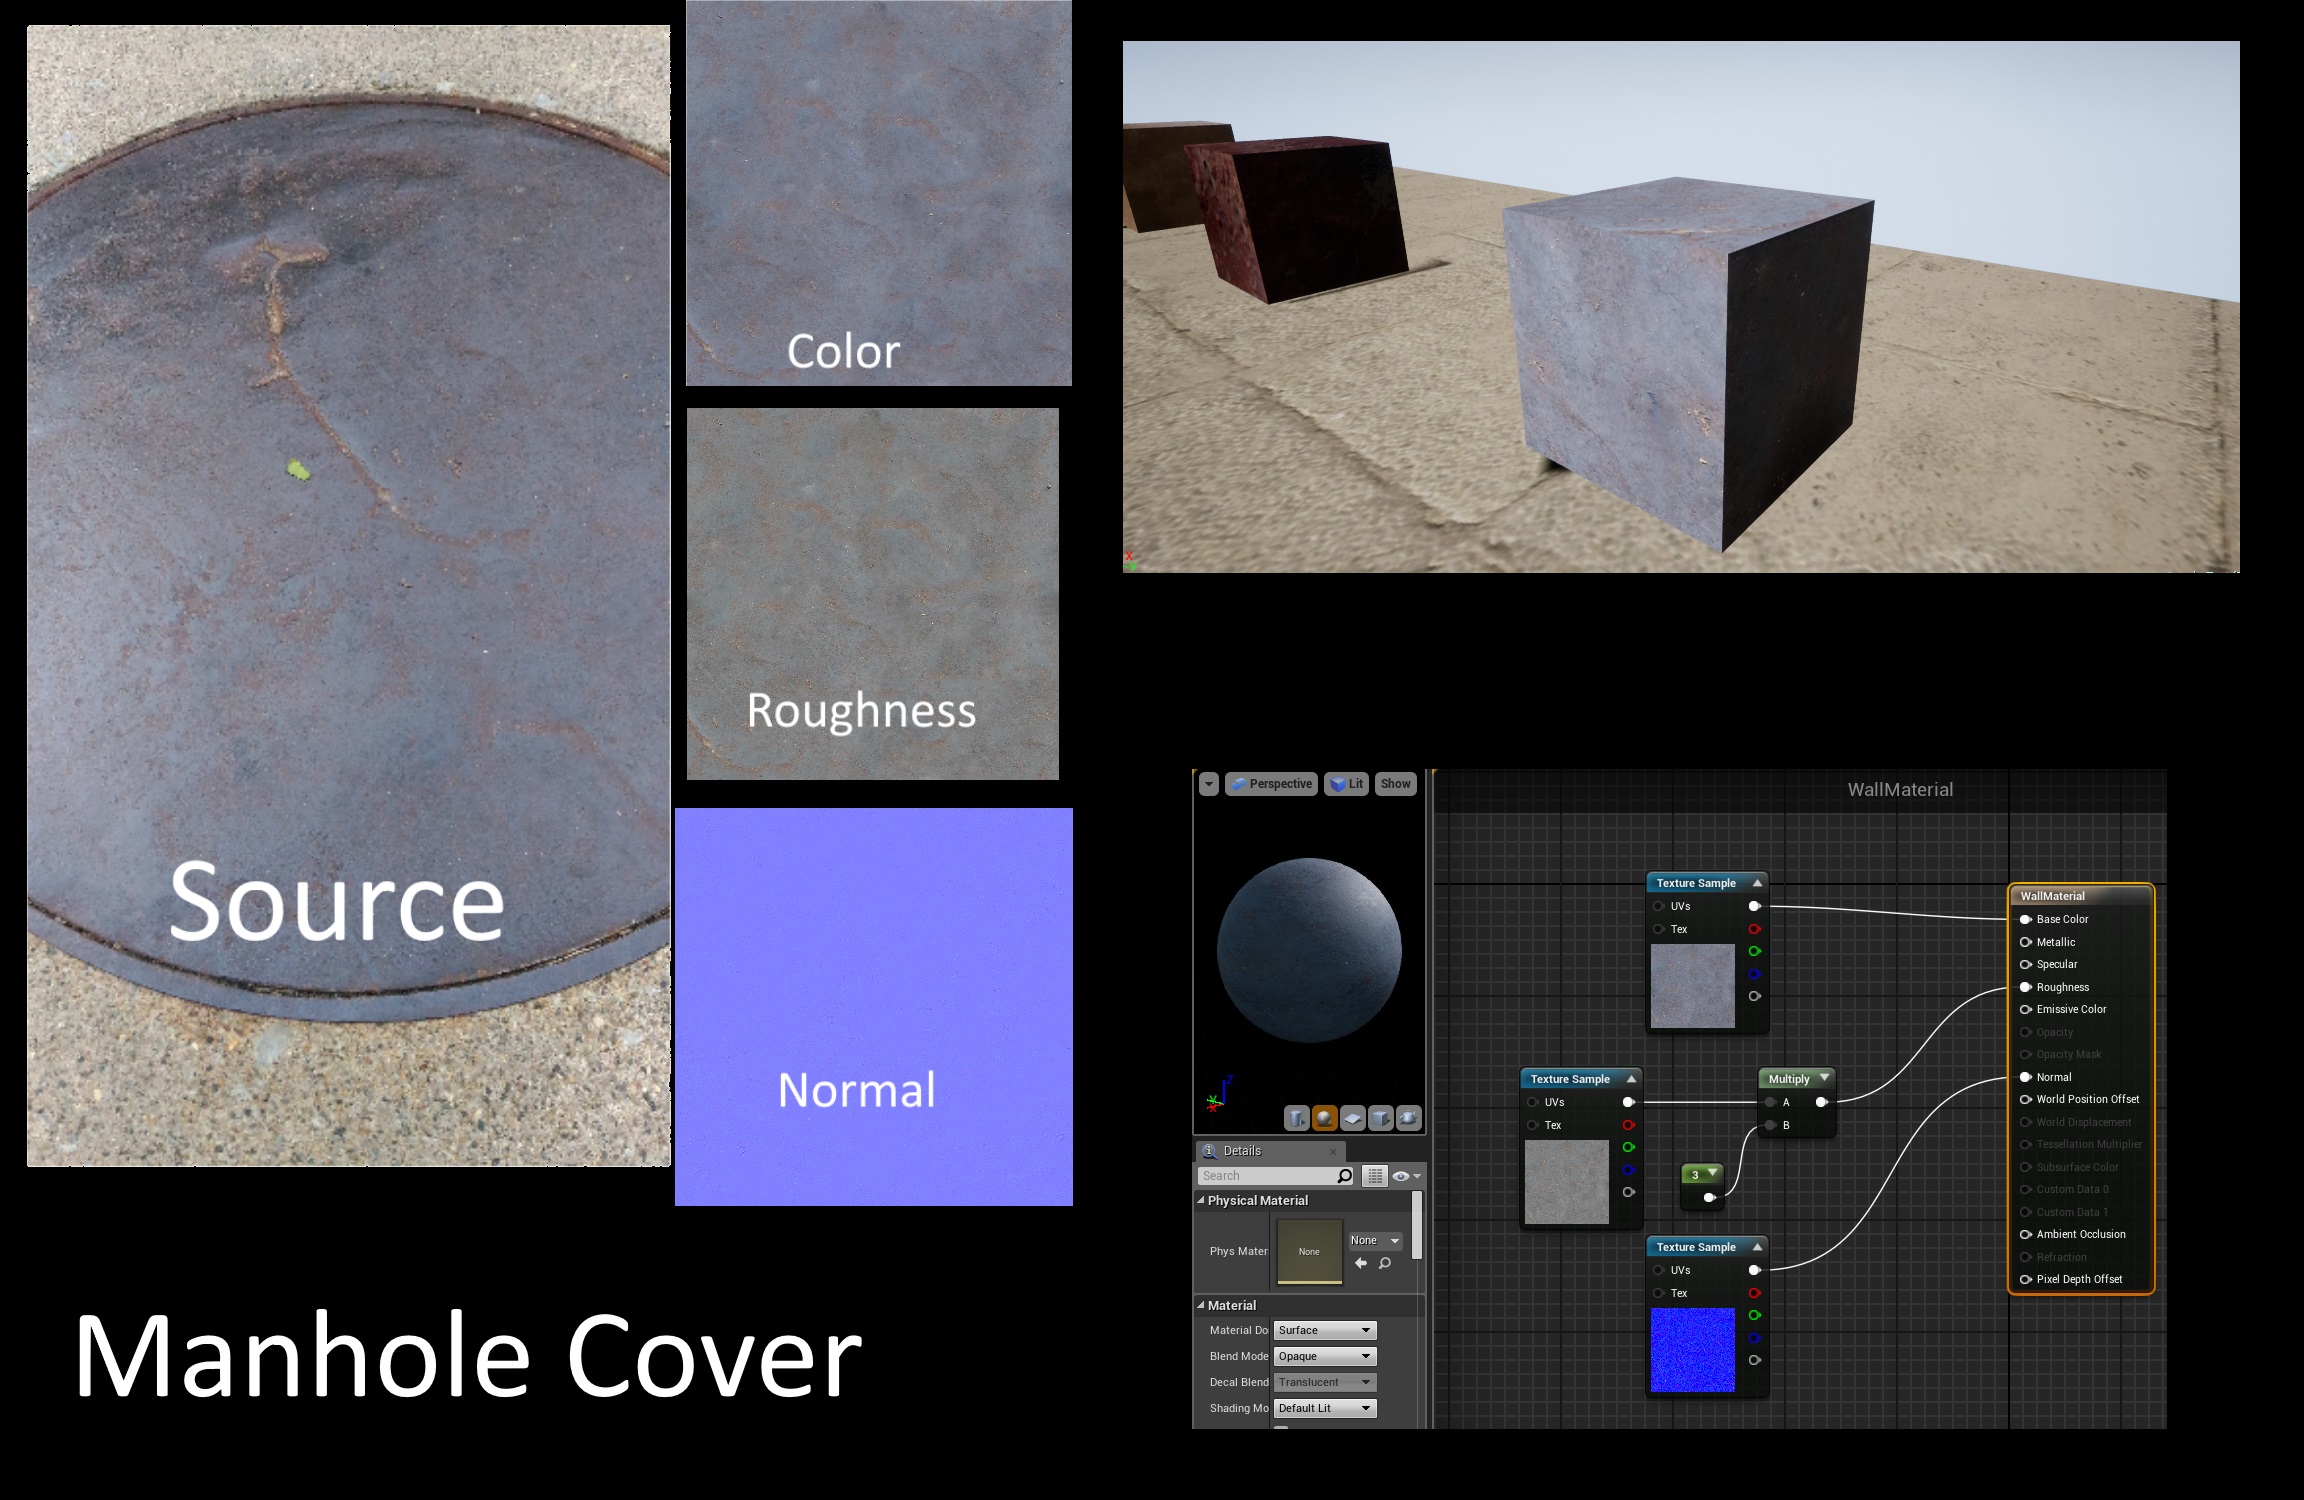 Color
Roughness
Source
Normal
Manhole Cover
X
Perspective
Lit
Show
WallMaterial
Z
Details
Search
Physical Material
Phys Mater
None
None
Material
Material Do
Surface
Blend Mode
Opaque
Decal Blend
Translucent
Shading Mo
Default Lit
Texture Sample
UVs
Tex
Texture Sample
UVs
Tex
Multiply
A
B
3
Texture Sample
UVs
Tex
WallMaterial
Base Color
Metallic
Specular
Roughness
Emissive Color
Opacity
Opacity Mask
Normal
World Position Offset
World Displacement
Tessellation Multiplier
Subsurface Color
Custom Data 0
Custom Data 1
Ambient Occlusion
Refraction
Pixel Depth Offset